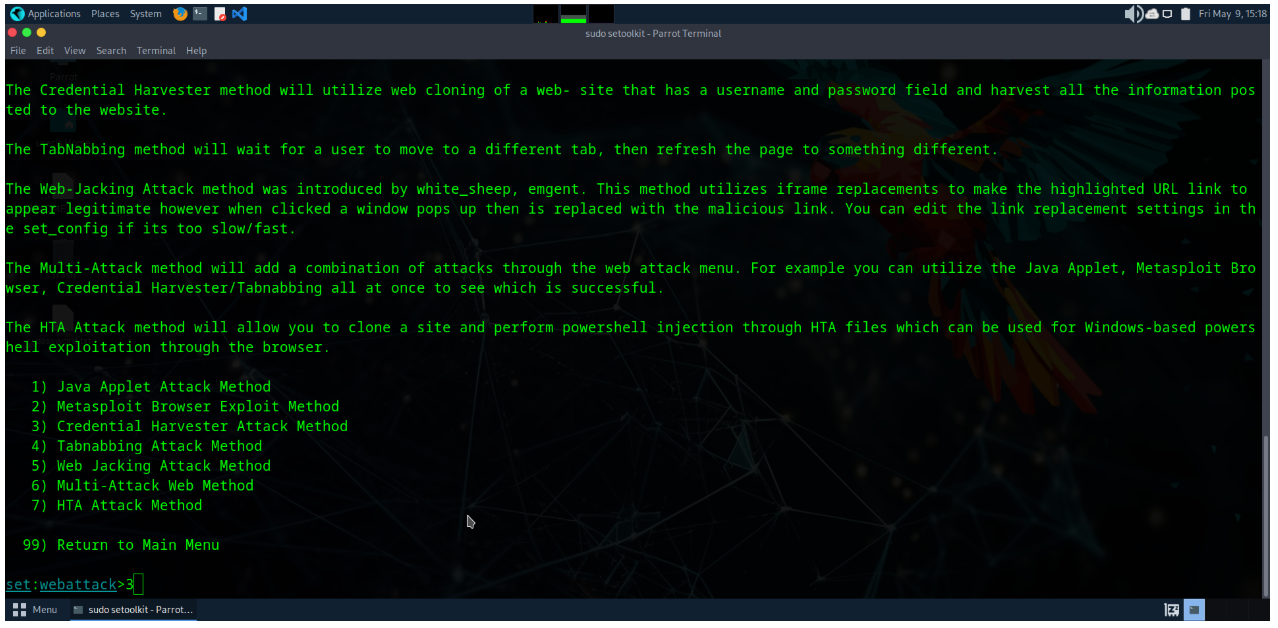 Applications Places System Fri May 9, 15:18
sudo setoolkit - Parrot Terminal
File Edit View Search Terminal Help
Parrot
The Credential Harvester method will utilize web cloning of a web- site that has a username and password field and harvest all the information pos
ted to the website.
The TabNabbing method will wait for a user to move to a different tab, then refresh the page to something different.
The Web-Jacking Attack method was introduced by white_sheep, emgent. This method utilizes iframe replacements to make the highlighted URL link to
appear legitimate however when clicked a window pops up then is replaced with the malicious link. You can edit the link replacement settings in th
e set_config if its too slow/fast.
The Multi-Attack method will add a combination of attacks through the web attack menu. For example you can utilize the Java Applet, Metasploit Bro
wser, Credential Harvester/Tabnabbing all at once to see which is successful.
The HTA Attack method will allow you to clone a site and perform powershell injection through HTA files which can be used for Windows-based powers
hell exploitation through the browser.
1) Java Applet Attack Method
2) Metasploit Browser Exploit Method
3) Credential Harvester Attack Method
4) Tabnabbing Attack Method
5) Web Jacking Attack Method
6) Multi-Attack Web Method
7) HTA Attack Method
99) Return to Main Menu
set:webattack>3
Menu sudo setoolkit - Parrot...